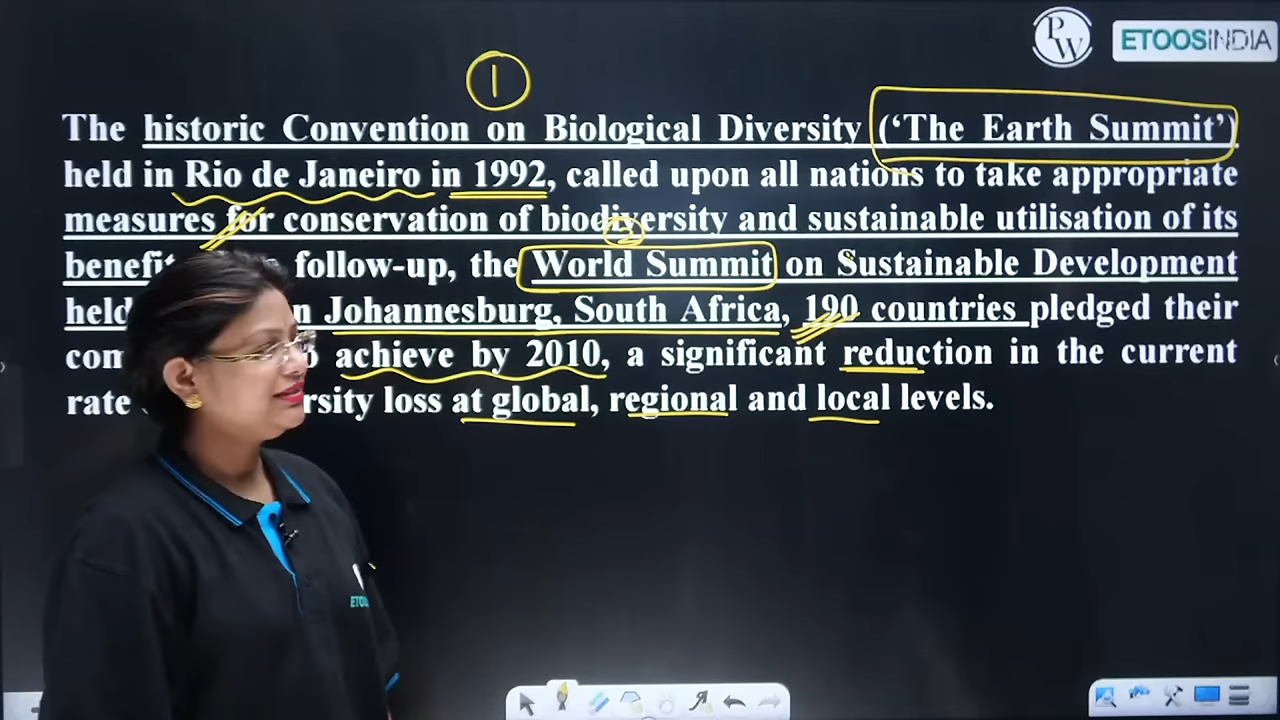 PW
ETOOSINDIA
1
The historic Convention on Biological Diversity (‘The Earth Summit’)
held in Rio de Janeiro in 1992, called upon all nations to take appropriate
measures for conservation of biodiversity and sustainable utilisation of its
2
follow-up, the World Summit on Sustainable Development
held Johannesburg, South Africa, 190 countries pledged their
achieve by 2010, a significant reduction in the current
rate loss at global, regional and local levels.